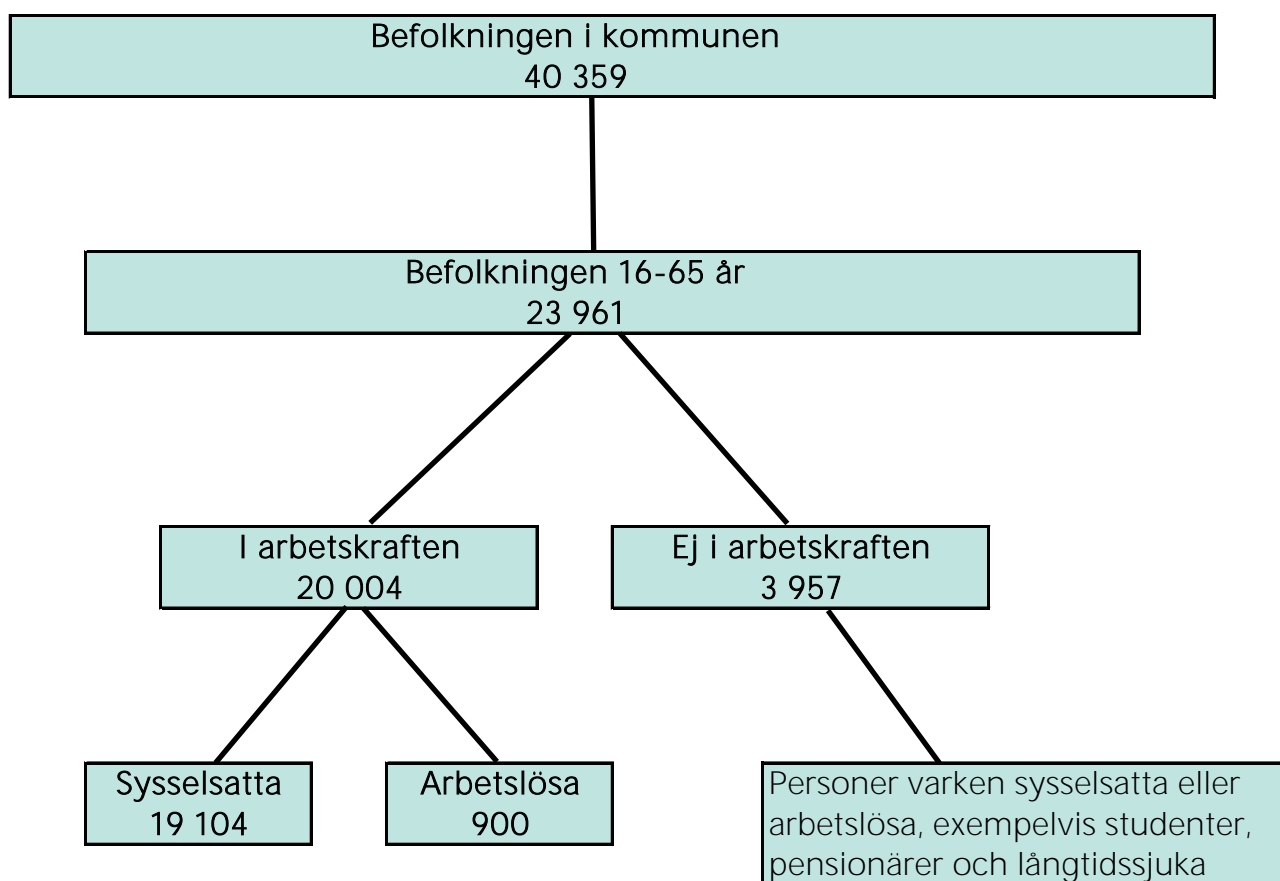 Befolkningen i kommunen
40 359
Befolkningen 16-65 år
23 961
I arbetskraften
20 004
Ej i arbetskraften
3 957
Sysselsatta
19 104
Arbetslösa
900
Personer varken sysselsatta eller
arbetslösa, exempelvis studenter,
pensionärer och långtidssjuka